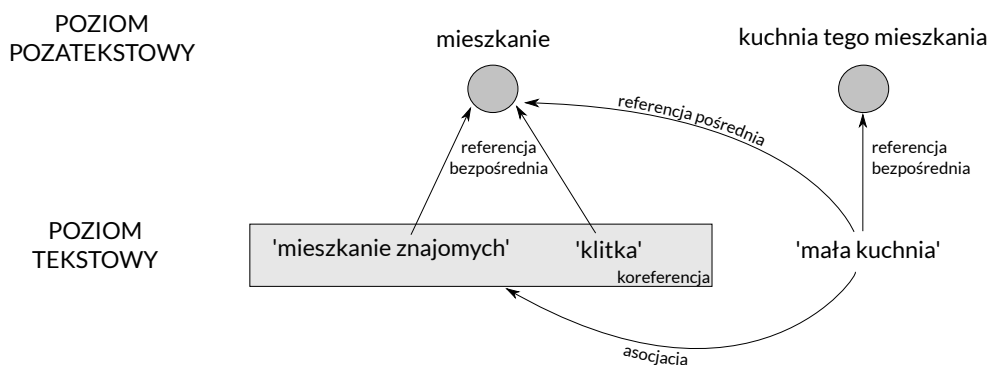 POZIOM
POZATEKSTOWY
mieszkanie
kuchnia tego mieszkania
referencja pośrednia
referencja
bezpośrednia
referencja
bezpośrednia
POZIOM
TEKSTOWY
'mieszkanie znajomych'
'klitka'
'mała kuchnia'
koreferencja
asocjacja